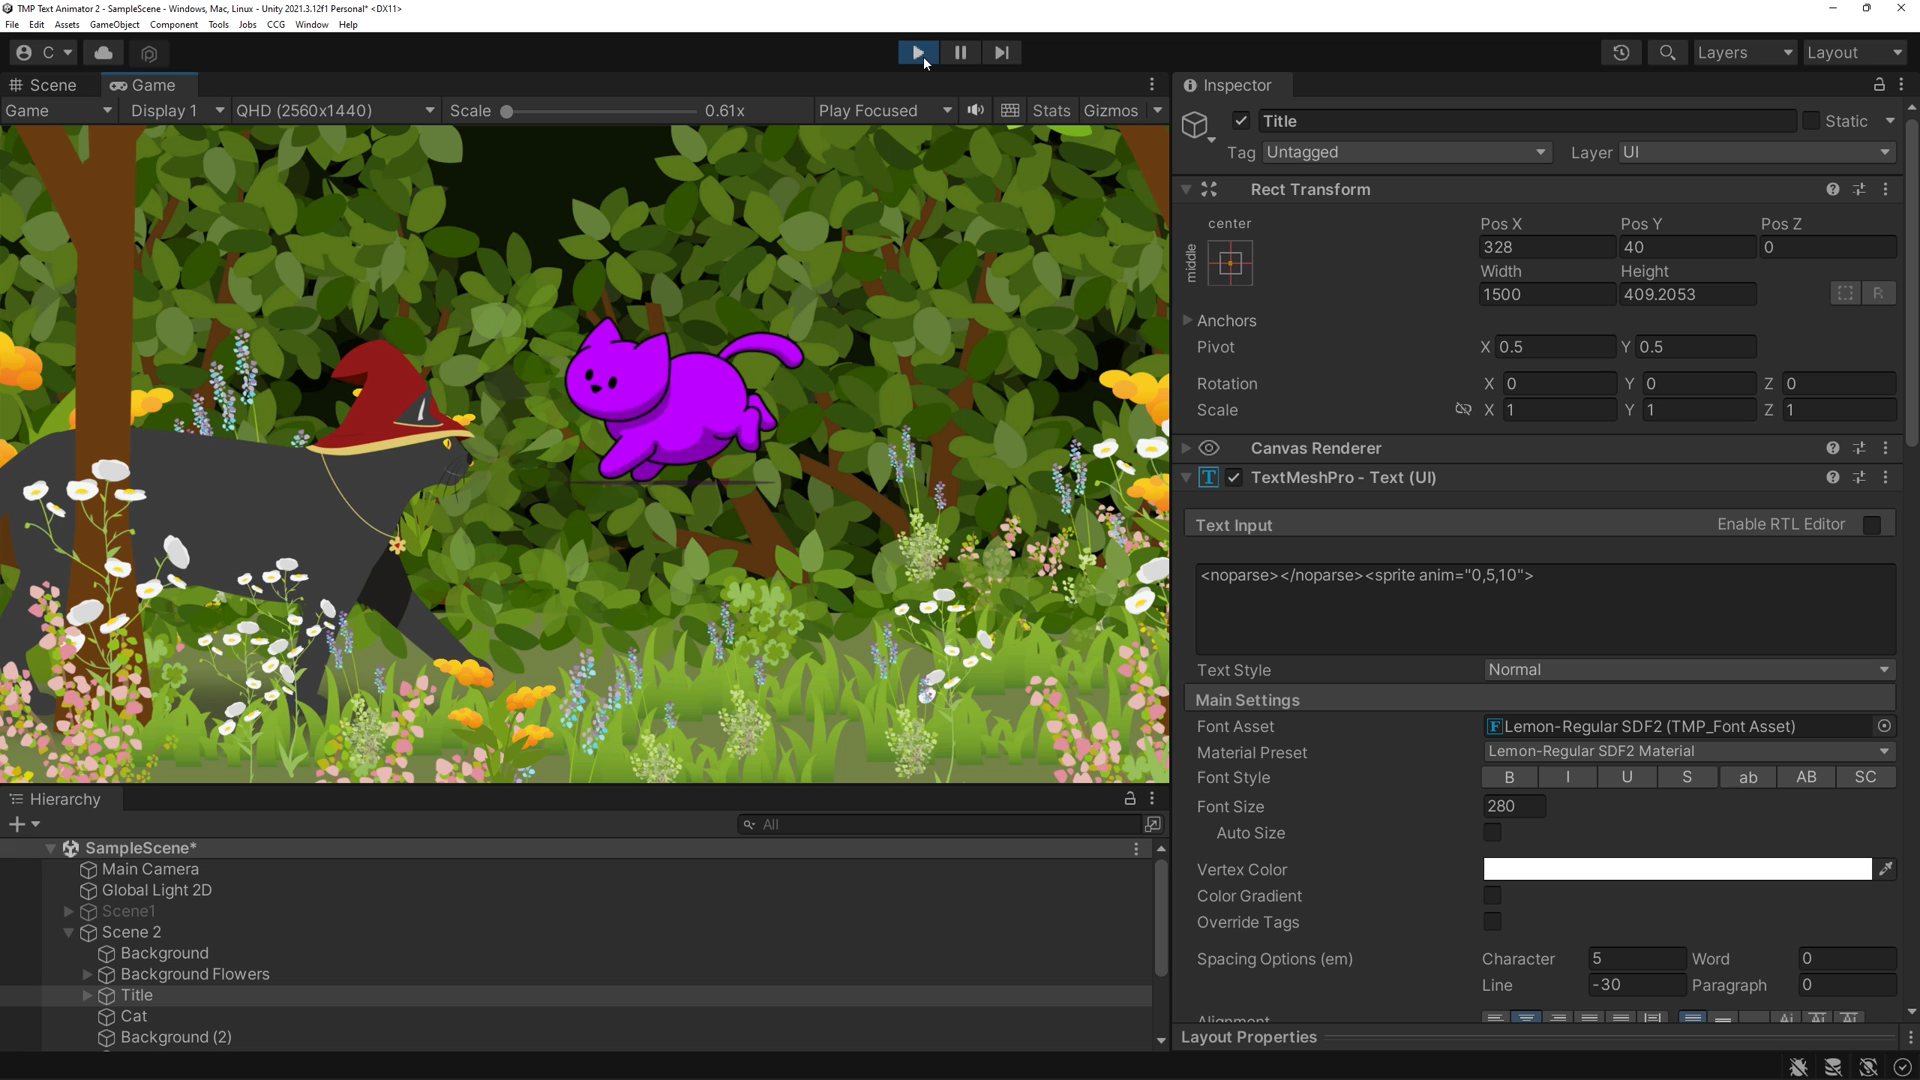 TMP Text Animator 2 - SampleScene - Windows, Mac, Linux - Unity 2021.3.12f1 Personal* <DX11>
File Edit Assets GameObject Component Tools Jobs CCG Window Help
C Layers Layout
Scene Game
Game Display 1 QHD (2560x1440) Scale 0.61x Play Focused Stats Gizmos
Hierarchy
All
SampleScene*
Main Camera
Global Light 2D
Scene1
Scene 2
Background
Background Flowers
Title
Cat
Background (2)
Inspector
Title Static
Tag Untagged Layer UI
Rect Transform
center
middle
Pos X Pos Y Pos Z
328 40 0
Width Height
1500 409.2053
R
Anchors
Pivot X 0.5 Y 0.5
Rotation X 0 Y 0 Z 0
Scale X 1 Y 1 Z 1
Canvas Renderer
T TextMeshPro - Text (UI)
Text Input Enable RTL Editor
<noparse></noparse><sprite anim="0,5,10">
Text Style Normal
Main Settings
Font Asset F Lemon-Regular SDF2 (TMP_Font Asset)
Material Preset Lemon-Regular SDF2 Material
Font Style B I U S ab AB SC
Font Size 280
Auto Size
Vertex Color
Color Gradient
Override Tags
Spacing Options (em) Character 5 Word 0
Line -30 Paragraph 0
Alignment
Layout Properties